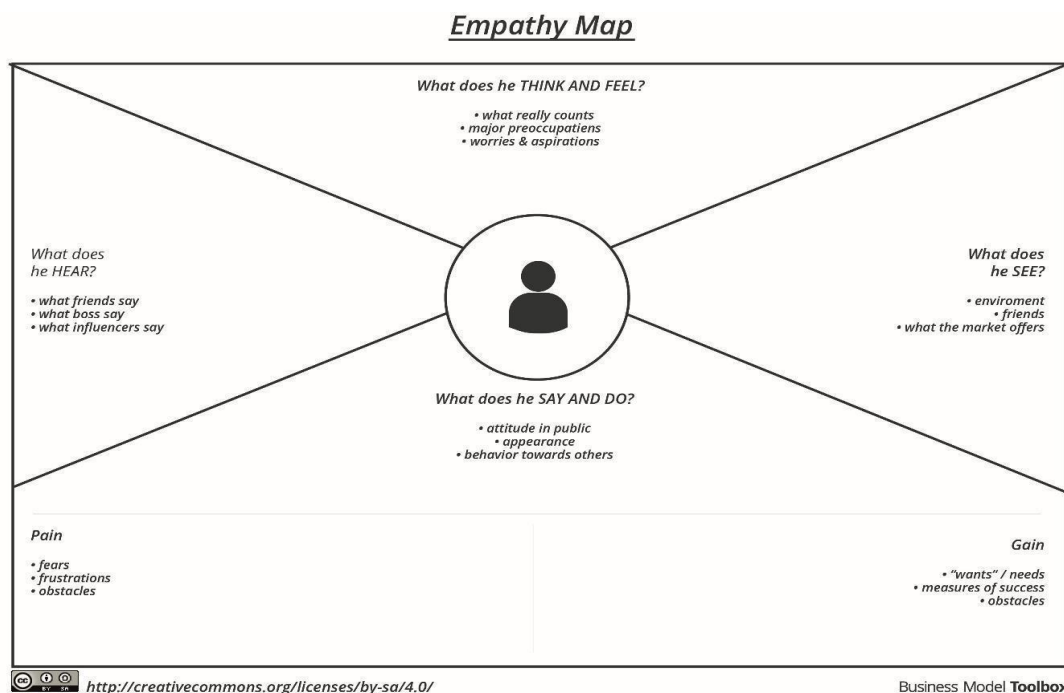 Empathy Map
What does he THINK AND FEEL?
• what really counts
• major preoccupatiens
• worries & aspirations
What does
he HEAR?
• what friends say
• what boss say
• what influencers say
What does
he SEE?
• enviroment
• friends
• what the market offers
What does he SAY AND DO?
• attitude in public
• appearance
• behavior towards others
Pain
• fears
• frustrations
• obstacles
Gain
• “wants” / needs
• measures of success
• obstacles
cc BY SA
http://creativecommons.org/licenses/by-sa/4.0/
Business Model Toolbox